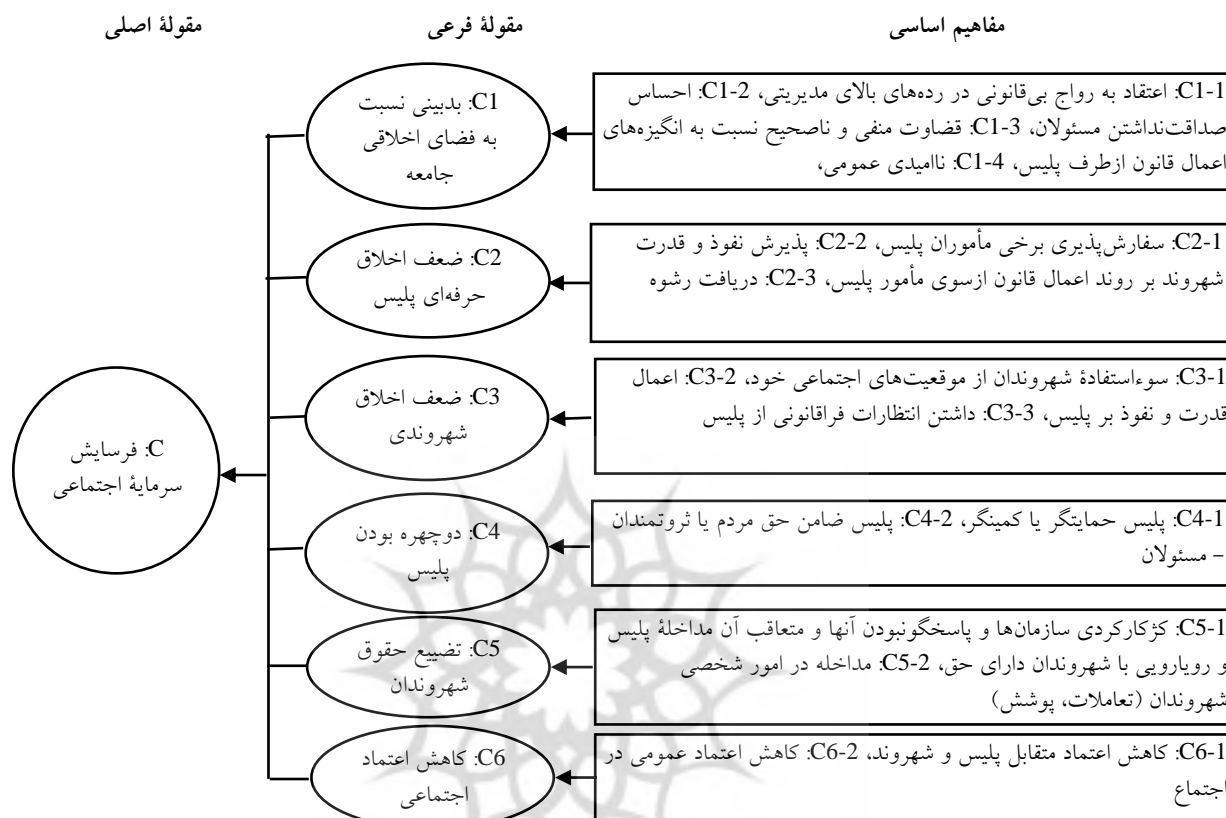 مفاهیم اساسی
مقولۀ فرعی
مقولۀ اصلی
C1-1: اعتقاد به رواج بی‌قانونی در رده‌های بالای مدیریتی، C1-2: احساس
صداقت‌نداشتن مسئولان، C1-3: قضاوت منفی و ناصحیح نسبت به انگیزه‌های
اعمال قانون ازطرف پلیس، C1-4: ناامیدی عمومی،
C1: بدبینی نسبت
به فضای اخلاقی
جامعه
C2-1: سفارش‌پذیری برخی مأموران پلیس، C2-2: پذیرش نفوذ و قدرت
شهروند بر روند اعمال قانون ازسوی مأمور پلیس، C2-3: دریافت رشوه
C2: ضعف اخلاق
حرفه‌ای پلیس
C3-1: سوءاستفادۀ شهروندان از موقعیت‌های اجتماعی خود، C3-2: اعمال
قدرت و نفوذ بر پلیس، C3-3: داشتن انتظارات فراقانونی از پلیس
C3: ضعف اخلاق
شهروندی
C4-1: پلیس حمایتگر یا کمینگر، C4-2: پلیس ضامن حق مردم یا ثروتمندان
– مسئولان
C4: دوچهره بودن
پلیس
C5-1: کژکارکردی سازمان‌ها و پاسخگونبودن آنها و متعاقب آن مداخلۀ پلیس
و رویارویی با شهروندان دارای حق، C5-2: مداخله در امور شخصی
شهروندان (تعاملات، پوشش)
C5: تضییع حقوق
شهروندان
C6-1: کاهش اعتماد متقابل پلیس و شهروند، C6-2: کاهش اعتماد عمومی در
اجتماع
C6: کاهش اعتماد
اجتماعی
C: فرسایش
سرمایۀ اجتماعی